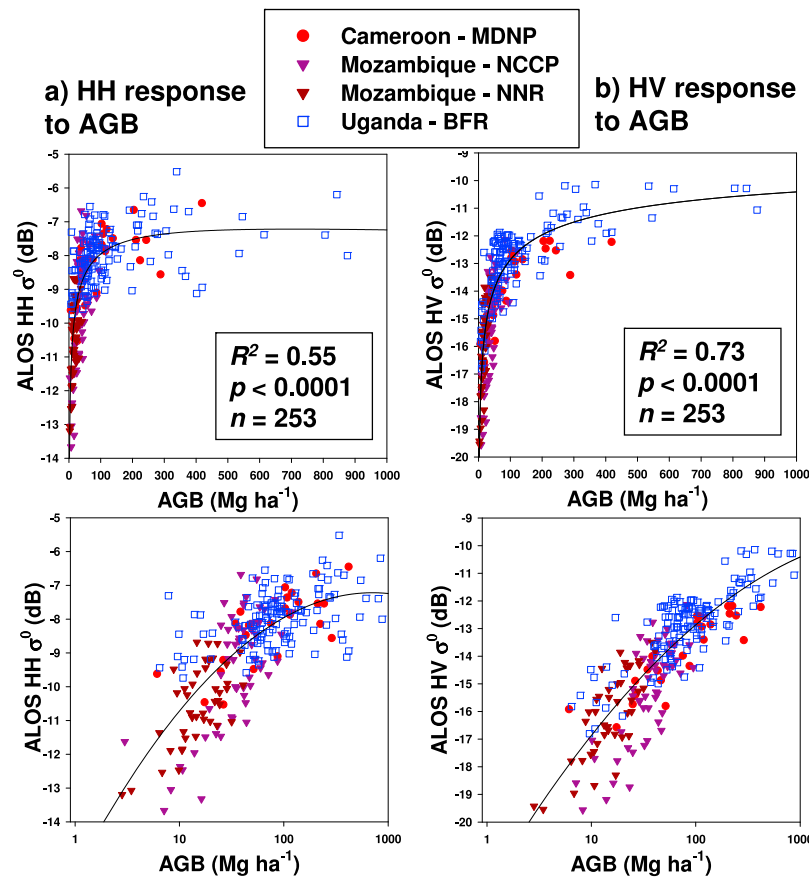 Cameroon - MDNP
Mozambique - NCCP
Mozambique - NNR
Uganda - BFR
a) HH response
to AGB
b) HV response
to AGB
-5
-6
-7
-8
-9
-10
-11
-12
-13
-14
ALOS HH σ⁰ (dB)
R² = 0.55
p < 0.0001
n = 253
0 100 200 300 400 500 600 700 800 900 1000
AGB (Mg ha⁻¹)
-9
-10
-11
-12
-13
-14
-15
-16
-17
-18
-19
-20
ALOS HV σ⁰ (dB)
R² = 0.73
p < 0.0001
n = 253
0 100 200 300 400 500 600 700 800 900 1000
AGB (Mg ha⁻¹)
-5
-6
-7
-8
-9
-10
-11
-12
-13
-14
ALOS HH σ⁰ (dB)
1 10 100 1000
AGB (Mg ha⁻¹)
-9
-10
-11
-12
-13
-14
-15
-16
-17
-18
-19
-20
ALOS HV σ⁰ (dB)
1 10 100 1000
AGB (Mg ha⁻¹)